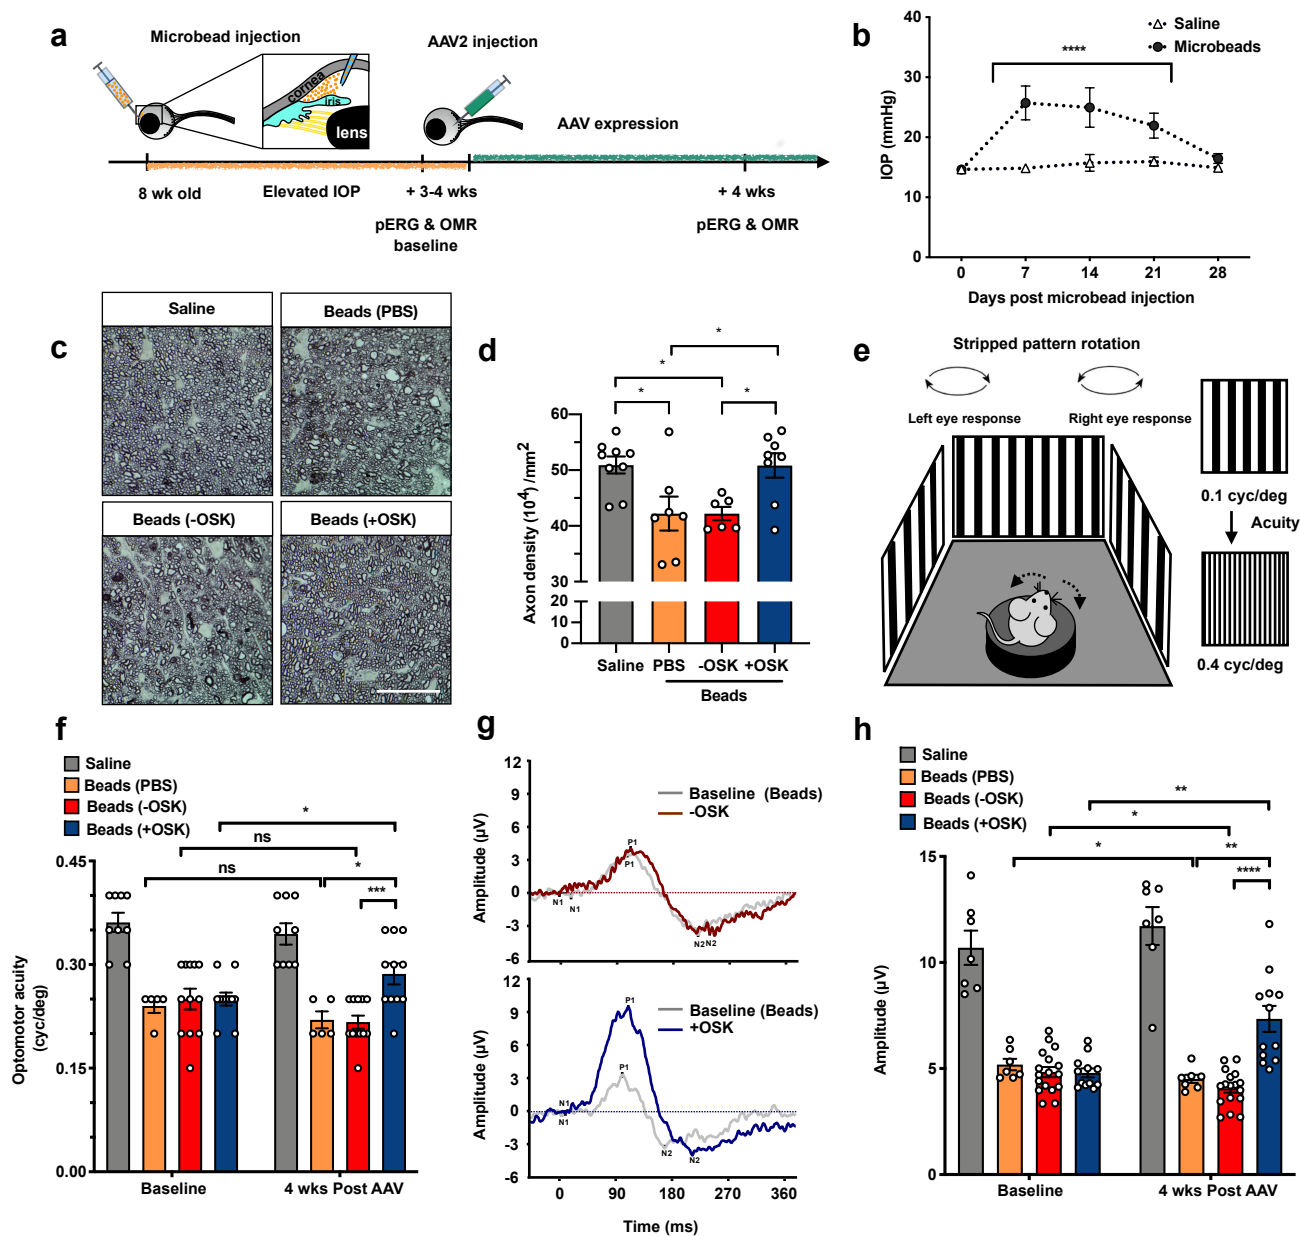 a
Microbead injection
AAV2 injection
cornea
iris
lens
AAV expression
8 wk old
Elevated IOP
+ 3-4 wks
+ 4 wks
pERG & OMR
baseline
pERG & OMR
b
Saline
Microbeads
****
IOP (mmHg)
40
30
20
10
0
0 7 14 21 28
Days post microbead injection
c
Saline
Beads (PBS)
Beads (-OSK)
Beads (+OSK)
d
*
*
*
*
Axon density (10⁴) /mm²
60
50
40
30
20
10
0
Saline PBS -OSK +OSK
Beads
e
Stripped pattern rotation
Left eye response
Right eye response
0.1 cyc/deg
Acuity
0.4 cyc/deg
f
Saline
Beads (PBS)
Beads (-OSK)
Beads (+OSK)
*
ns
ns
*
***
Optomotor acuity
(cyc/deg)
0.45
0.30
0.15
0.00
Baseline
4 wks Post AAV
g
Baseline (Beads)
-OSK
Amplitude (µV)
12
9
6
3
0
-3
-6
P1
P1
N1
N1
N2 N2
Baseline (Beads)
+OSK
Amplitude (µV)
12
9
6
3
0
-3
-6
P1
P1
N1
N1
N2
N2
0 90 180 270 360
Time (ms)
h
Saline
Beads (PBS)
Beads (-OSK)
Beads (+OSK)
**
*
*
**
****
Amplitude (µV)
15
10
5
0
Baseline
4 wks Post AAV